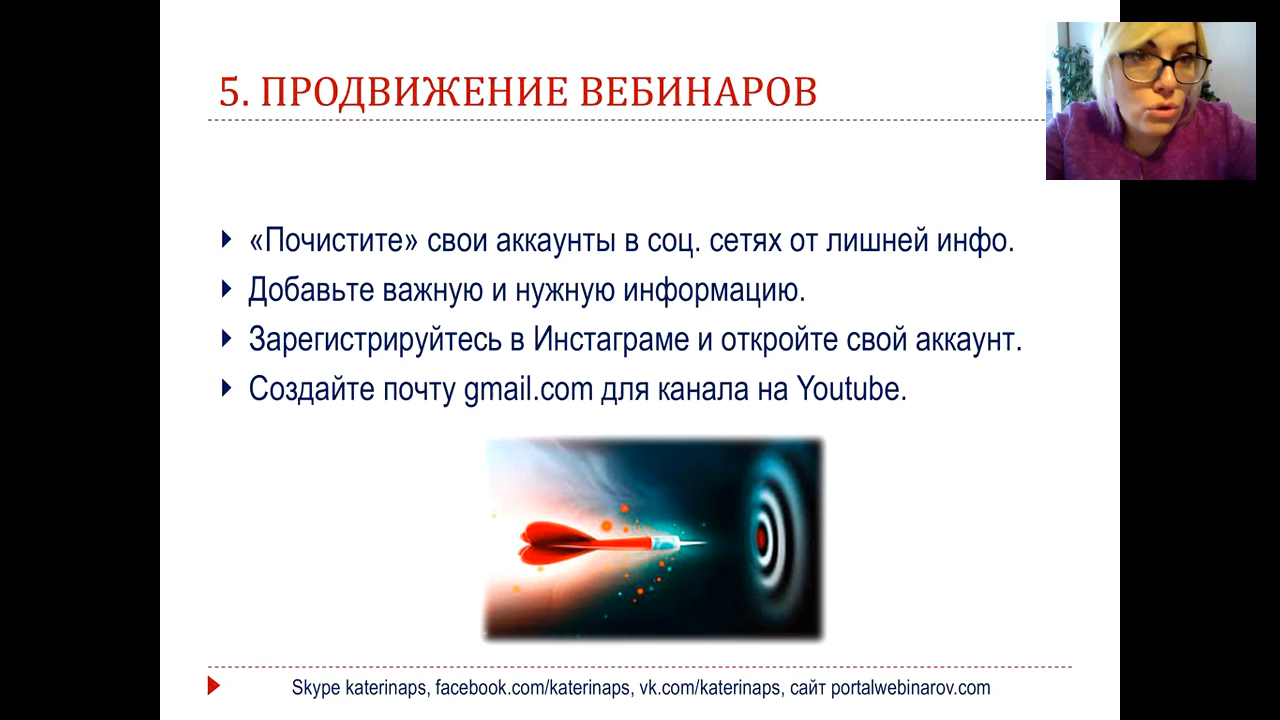 5. ПРОДВИЖЕНИЕ ВЕБИНАРОВ
«Почистите» свои аккаунты в соц. сетях от лишней инфо.
Добавьте важную и нужную информацию.
Зарегистрируйтесь в Инстаграме и откройте свой аккаунт.
Создайте почту gmail.com для канала на Youtube.
Skype katerinaps, facebook.com/katerinaps, vk.com/katerinaps, сайт portalwebinarov.com